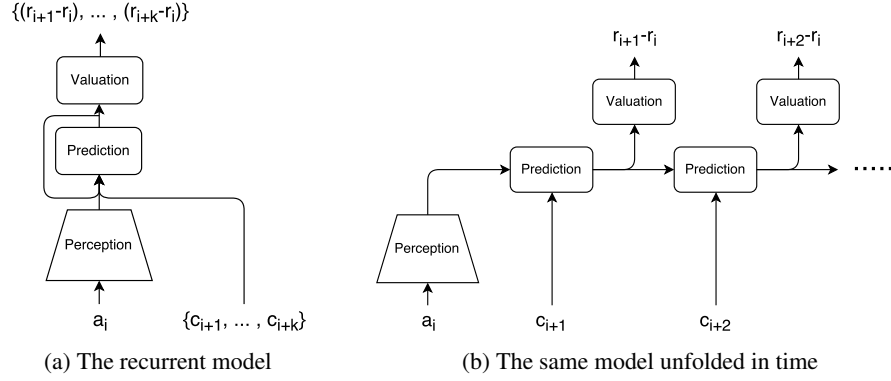 {(r_{i+1}-r_i), ... , (r_{i+k}-r_i)}
Valuation
Prediction
Perception
a_i
{c_{i+1}, ... , c_{i+k}}
(a) The recurrent model
r_{i+1}-r_i
r_{i+2}-r_i
Valuation
Valuation
Prediction
Prediction
.....
Perception
a_i
c_{i+1}
c_{i+2}
(b) The same model unfolded in time